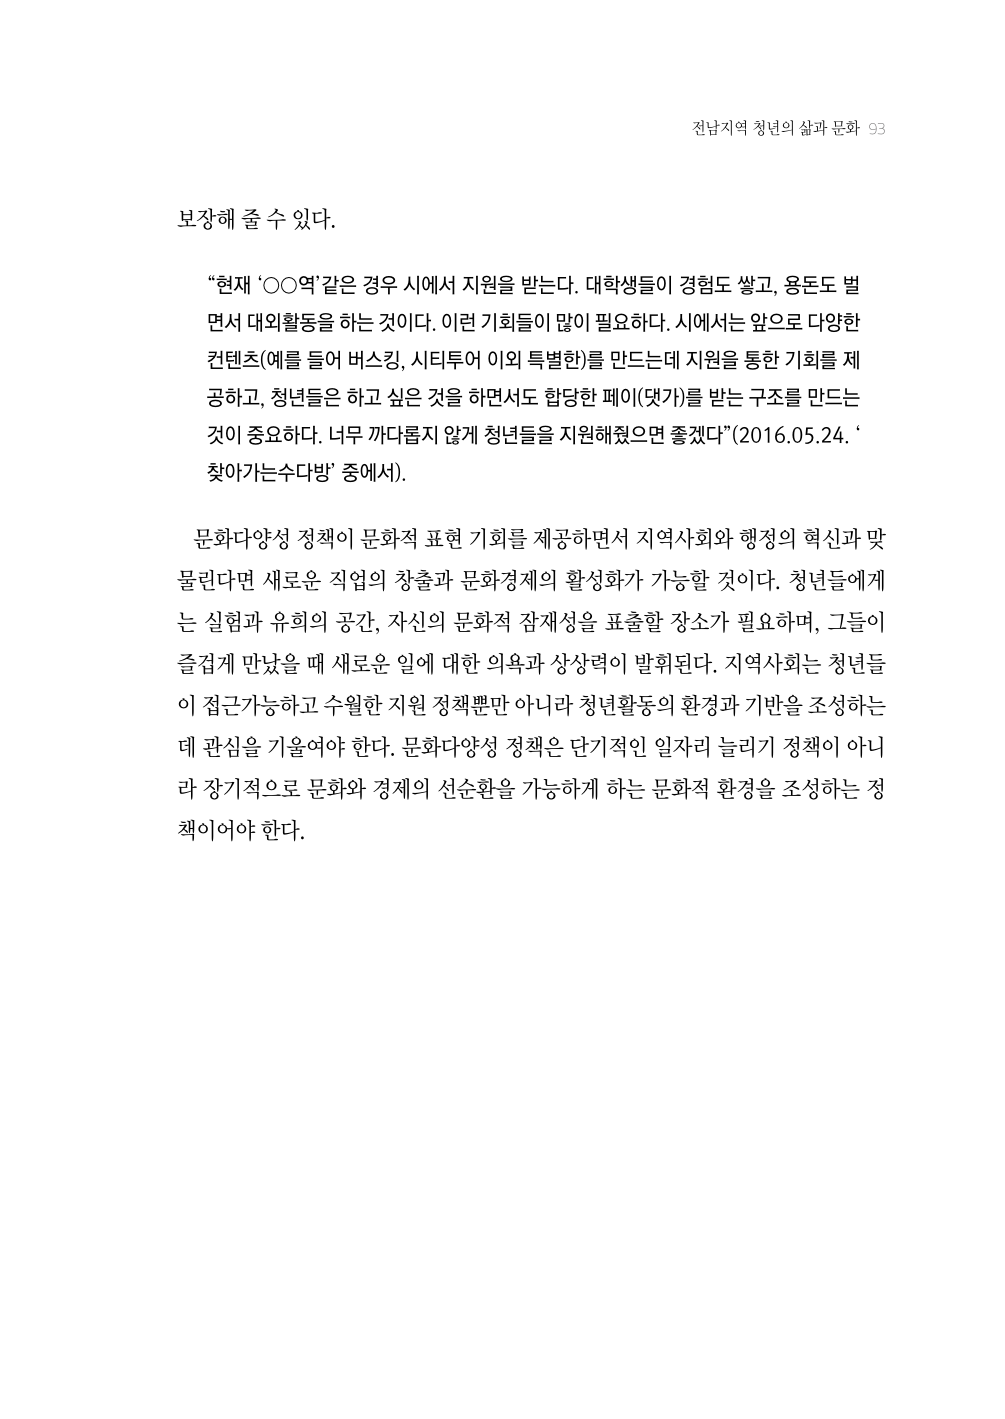 전남지역 청년의 삶과 문화 93
보장해 줄 수 있다.
“현재 ‘○○역’같은 경우 시에서 지원을 받는다. 대학생들이 경험도 쌓고, 용돈도 벌
면서 대외활동을 하는 것이다. 이런 기회들이 많이 필요하다. 시에서는 앞으로 다양한
컨텐츠(예를 들어 버스킹, 시티투어 이외 특별한)를 만드는데 지원을 통한 기회를 제
공하고, 청년들은 하고 싶은 것을 하면서도 합당한 페이(댓가)를 받는 구조를 만드는
것이 중요하다. 너무 까다롭지 않게 청년들을 지원해줬으면 좋겠다”(2016.05.24. ‘
찾아가는수다방’ 중에서).
문화다양성 정책이 문화적 표현 기회를 제공하면서 지역사회와 행정의 혁신과 맞
물린다면 새로운 직업의 창출과 문화경제의 활성화가 가능할 것이다. 청년들에게
는 실험과 유희의 공간, 자신의 문화적 잠재성을 표출할 장소가 필요하며, 그들이
즐겁게 만났을 때 새로운 일에 대한 의욕과 상상력이 발휘된다. 지역사회는 청년들
이 접근가능하고 수월한 지원 정책뿐만 아니라 청년활동의 환경과 기반을 조성하는
데 관심을 기울여야 한다. 문화다양성 정책은 단기적인 일자리 늘리기 정책이 아니
라 장기적으로 문화와 경제의 선순환을 가능하게 하는 문화적 환경을 조성하는 정
책이어야 한다.